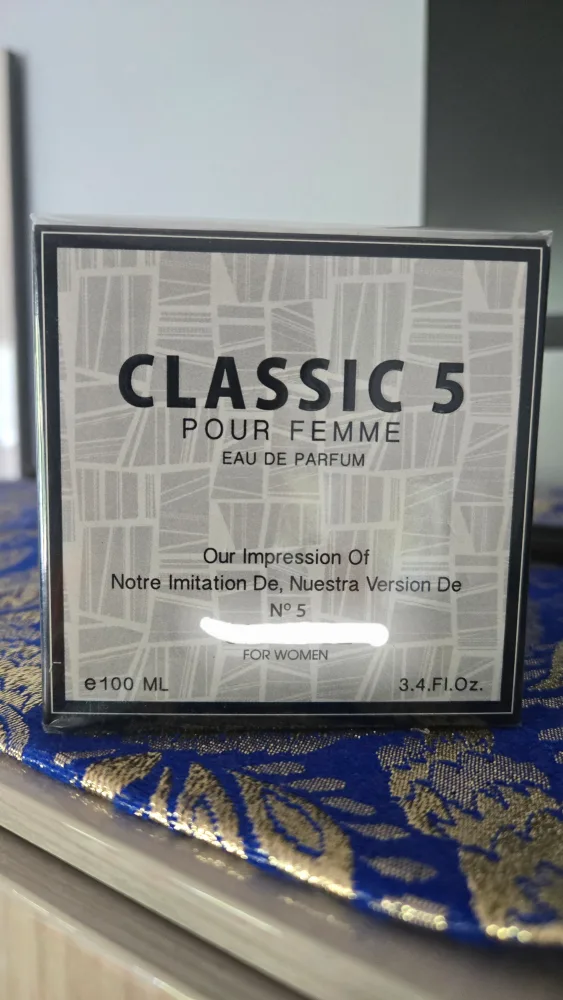 CLASSIC 5
POUR FEMME
EAU DE PARFUM
Our Impression Of
Notre Imitation De, Nuestra Version De
Nº 5
FOR WOMEN
e100 ML
3.4.Fl.Oz.